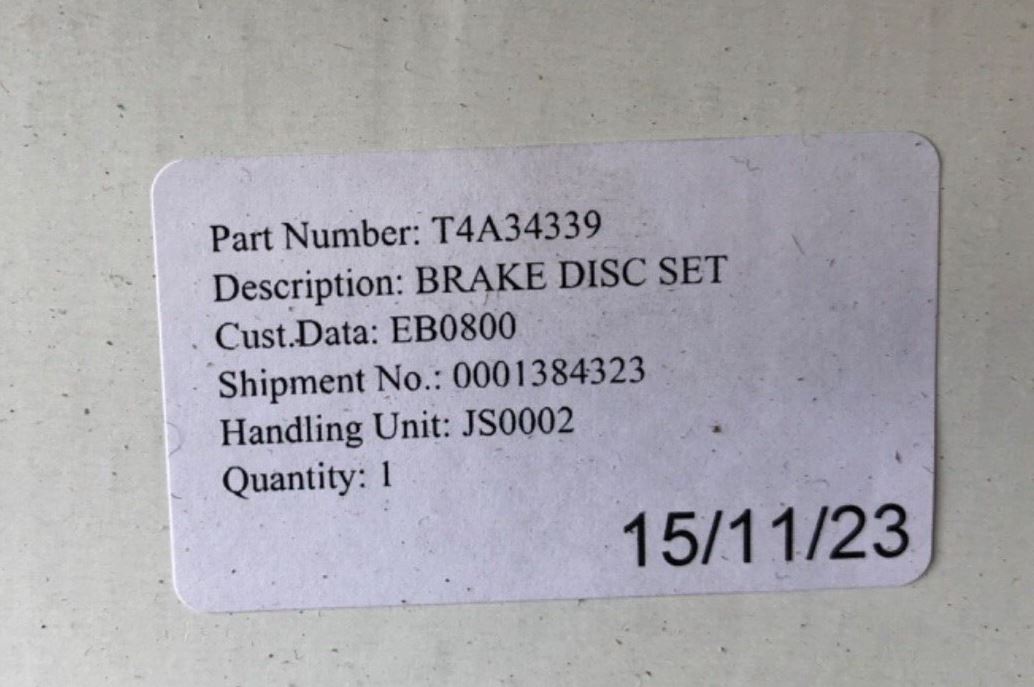 Part Number: T4A34339
Description: BRAKE DISC SET
Cust.Data: EB0800
Shipment No.: 0001384323
Handling Unit: JS0002
Quantity: 1
15/11/23